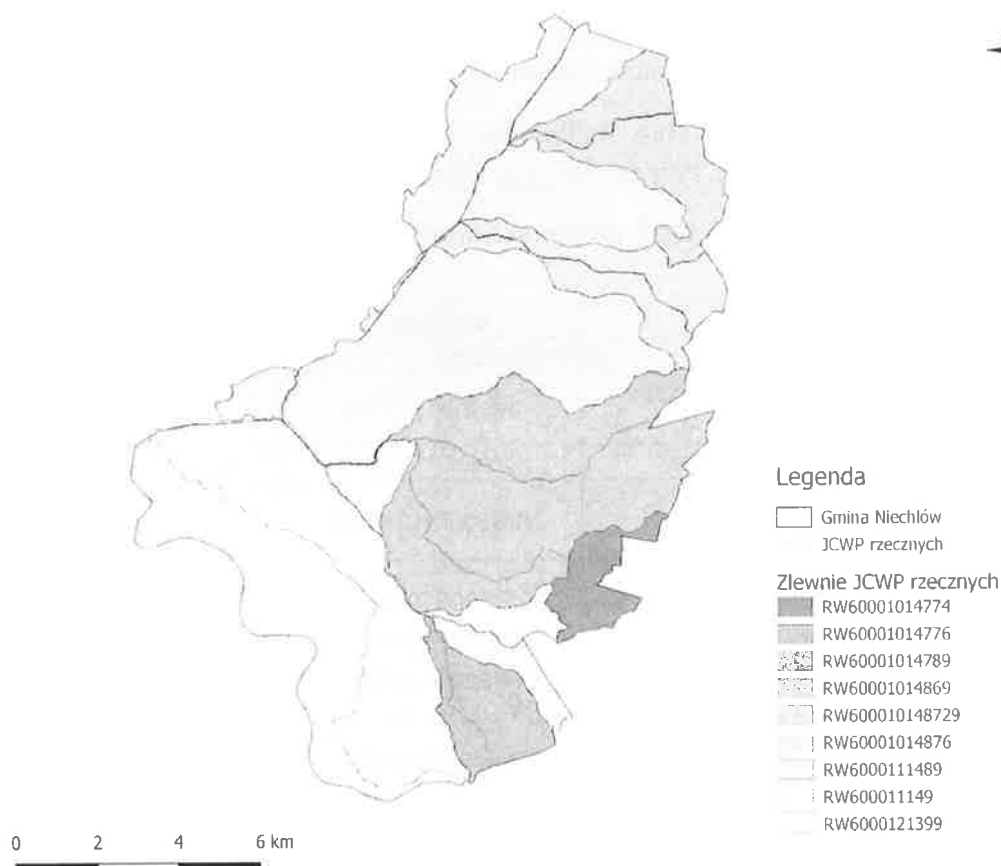 Legenda
Gmina Niechlów
JCWP rzecznych
Zlewnie JCWP rzecznych
RW60001014774
RW60001014776
RW60001014789
RW60001014869
RW600010148729
RW60001014876
RW6000111489
RW600011149
RW6000121399
0 2 4 6 km